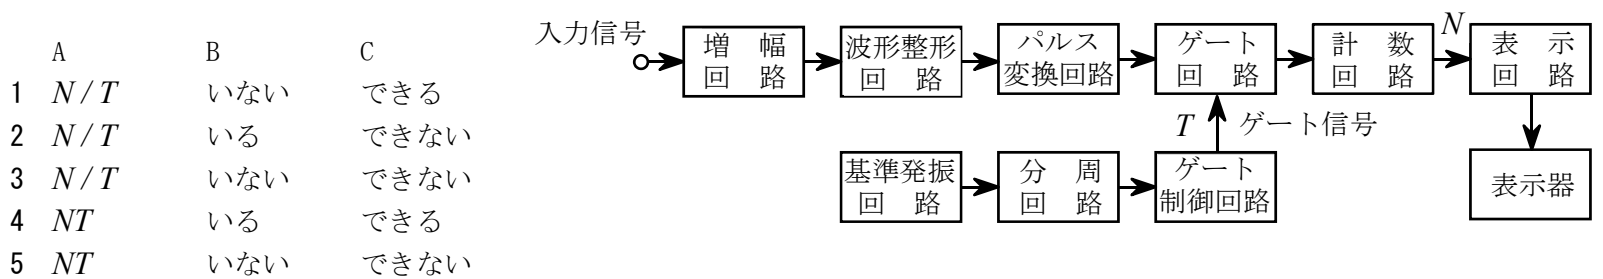 A B C
1 N/T いない できる
2 N/T いる できない
3 N/T いない できない
4 NT いる できる
5 NT いない できない
入力信号
増幅
回路
波形整形
回路
パルス
変換回路
ゲート
回路
計数
回路
N
表示
回路
T ゲート信号
基準発振
回路
分周
回路
ゲート
制御回路
表示器